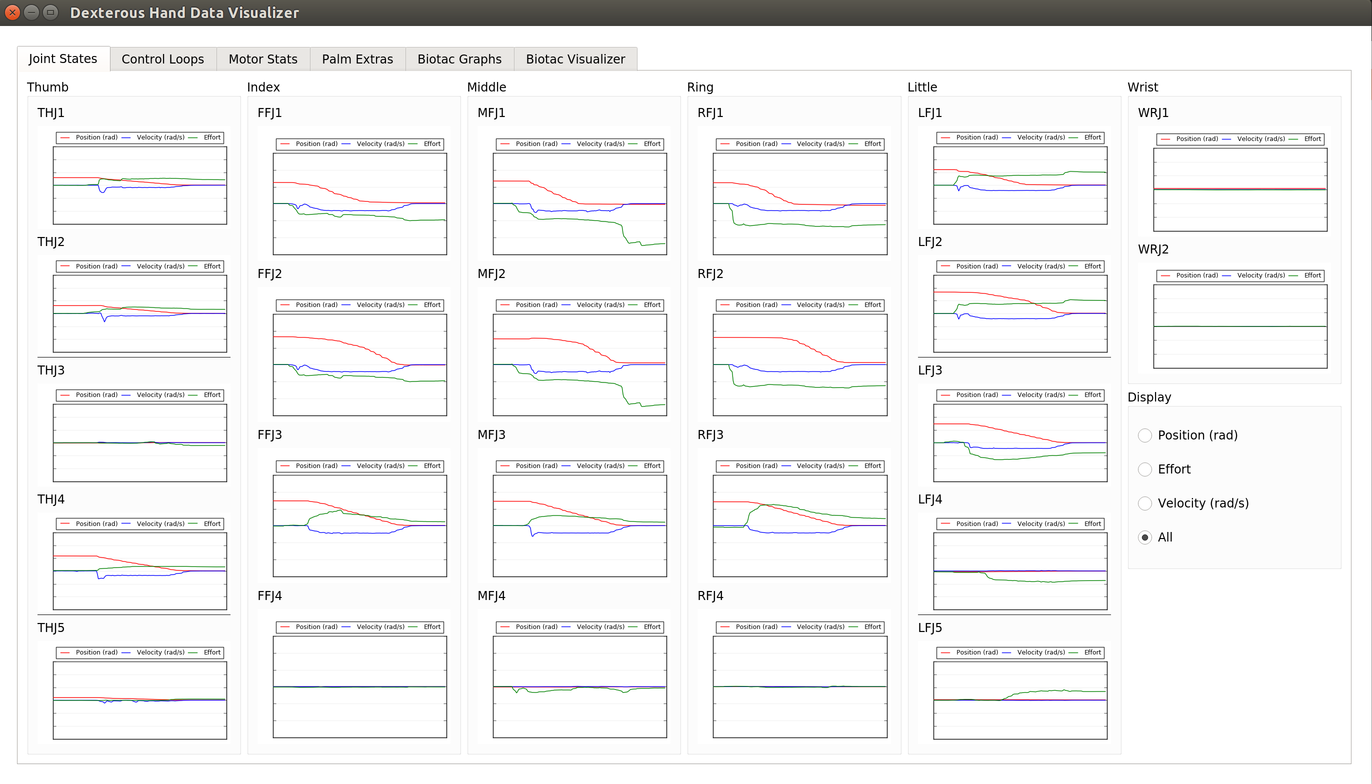 Dexterous Hand Data Visualizer
Joint States Control Loops Motor Stats Palm Extras Biotac Graphs Biotac Visualizer
Thumb
THJ1
Position (rad) Velocity (rad/s) Effort
THJ2
Position (rad) Velocity (rad/s) Effort
THJ3
Position (rad) Velocity (rad/s) Effort
THJ4
Position (rad) Velocity (rad/s) Effort
THJ5
Position (rad) Velocity (rad/s) Effort
Index
FFJ1
Position (rad) Velocity (rad/s) Effort
FFJ2
Position (rad) Velocity (rad/s) Effort
FFJ3
Position (rad) Velocity (rad/s) Effort
FFJ4
Position (rad) Velocity (rad/s) Effort
Middle
MFJ1
Position (rad) Velocity (rad/s) Effort
MFJ2
Position (rad) Velocity (rad/s) Effort
MFJ3
Position (rad) Velocity (rad/s) Effort
MFJ4
Position (rad) Velocity (rad/s) Effort
Ring
RFJ1
Position (rad) Velocity (rad/s) Effort
RFJ2
Position (rad) Velocity (rad/s) Effort
RFJ3
Position (rad) Velocity (rad/s) Effort
RFJ4
Position (rad) Velocity (rad/s) Effort
Little
LFJ1
Position (rad) Velocity (rad/s) Effort
LFJ2
Position (rad) Velocity (rad/s) Effort
LFJ3
Position (rad) Velocity (rad/s) Effort
LFJ4
Position (rad) Velocity (rad/s) Effort
LFJ5
Position (rad) Velocity (rad/s) Effort
Wrist
WRJ1
Position (rad) Velocity (rad/s) Effort
WRJ2
Position (rad) Velocity (rad/s) Effort
Display
Position (rad)
Effort
Velocity (rad/s)
All